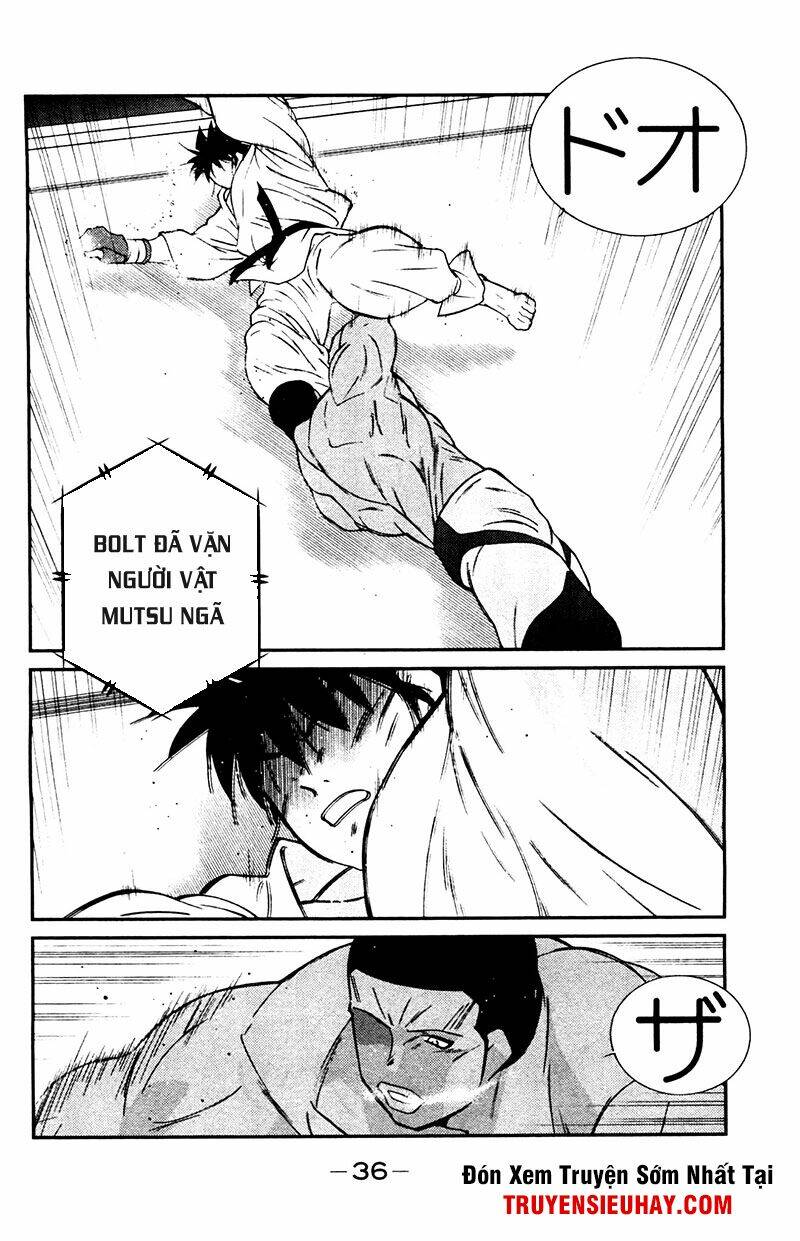 ドオ
BOLT ĐÃ VẶN
NGƯỜI VẬT
MUTSU NGÃ
ザ
－36－
Đón Xem Truyện Sớm Nhất Tại
TRUYENSIEUHAY.COM